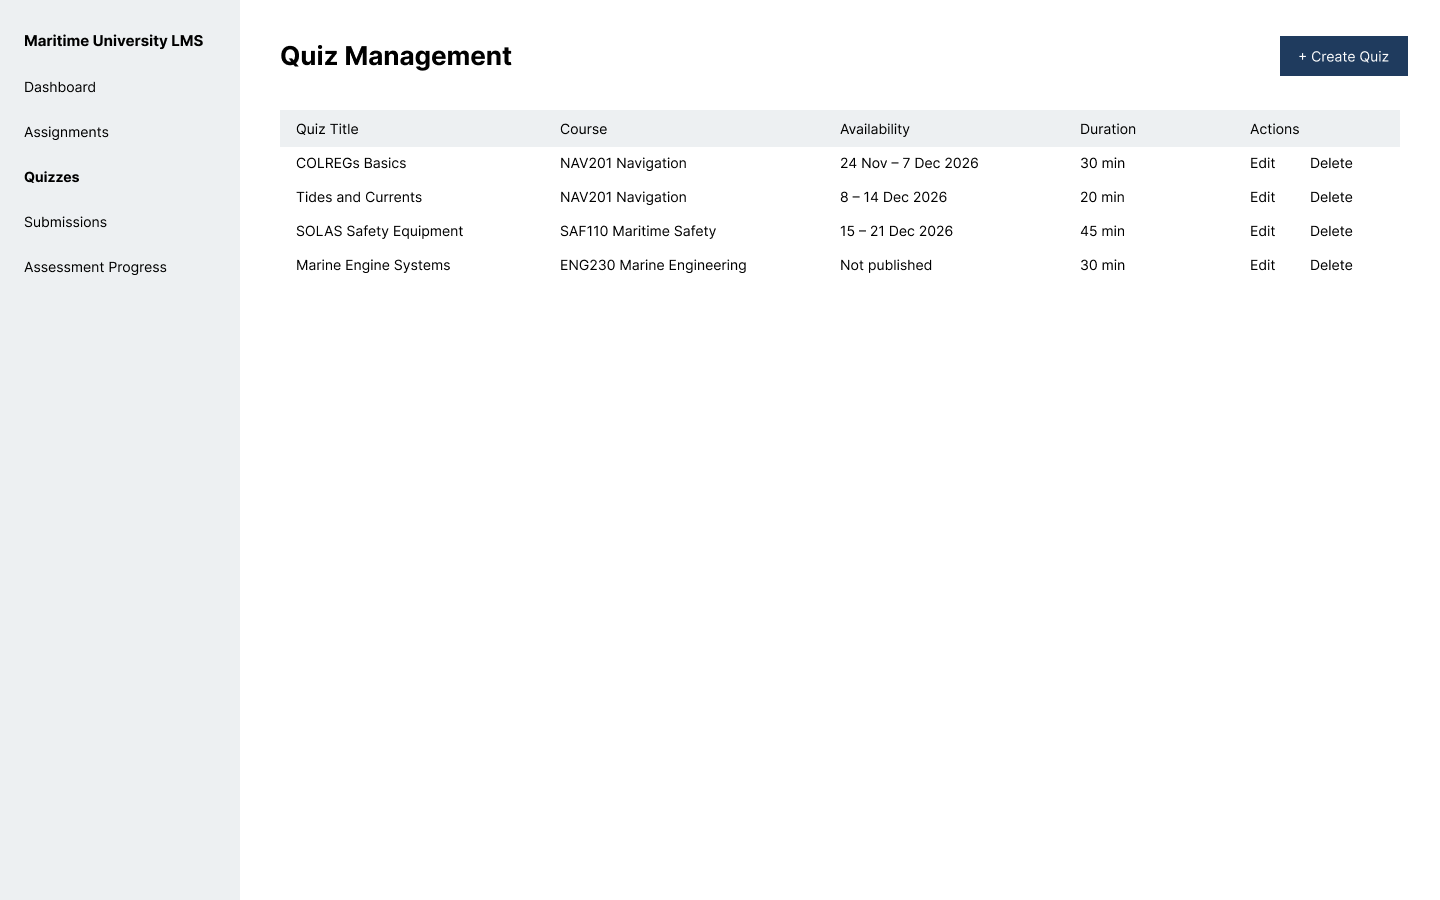 Maritime University LMS
Dashboard
Assignments
Quizzes
Submissions
Assessment Progress
Quiz Management
+ Create Quiz
Quiz Title Course Availability Duration Actions
COLREGs Basics NAV201 Navigation 24 Nov – 7 Dec 2026 30 min Edit Delete
Tides and Currents NAV201 Navigation 8 – 14 Dec 2026 20 min Edit Delete
SOLAS Safety Equipment SAF110 Maritime Safety 15 – 21 Dec 2026 45 min Edit Delete
Marine Engine Systems ENG230 Marine Engineering Not published 30 min Edit Delete